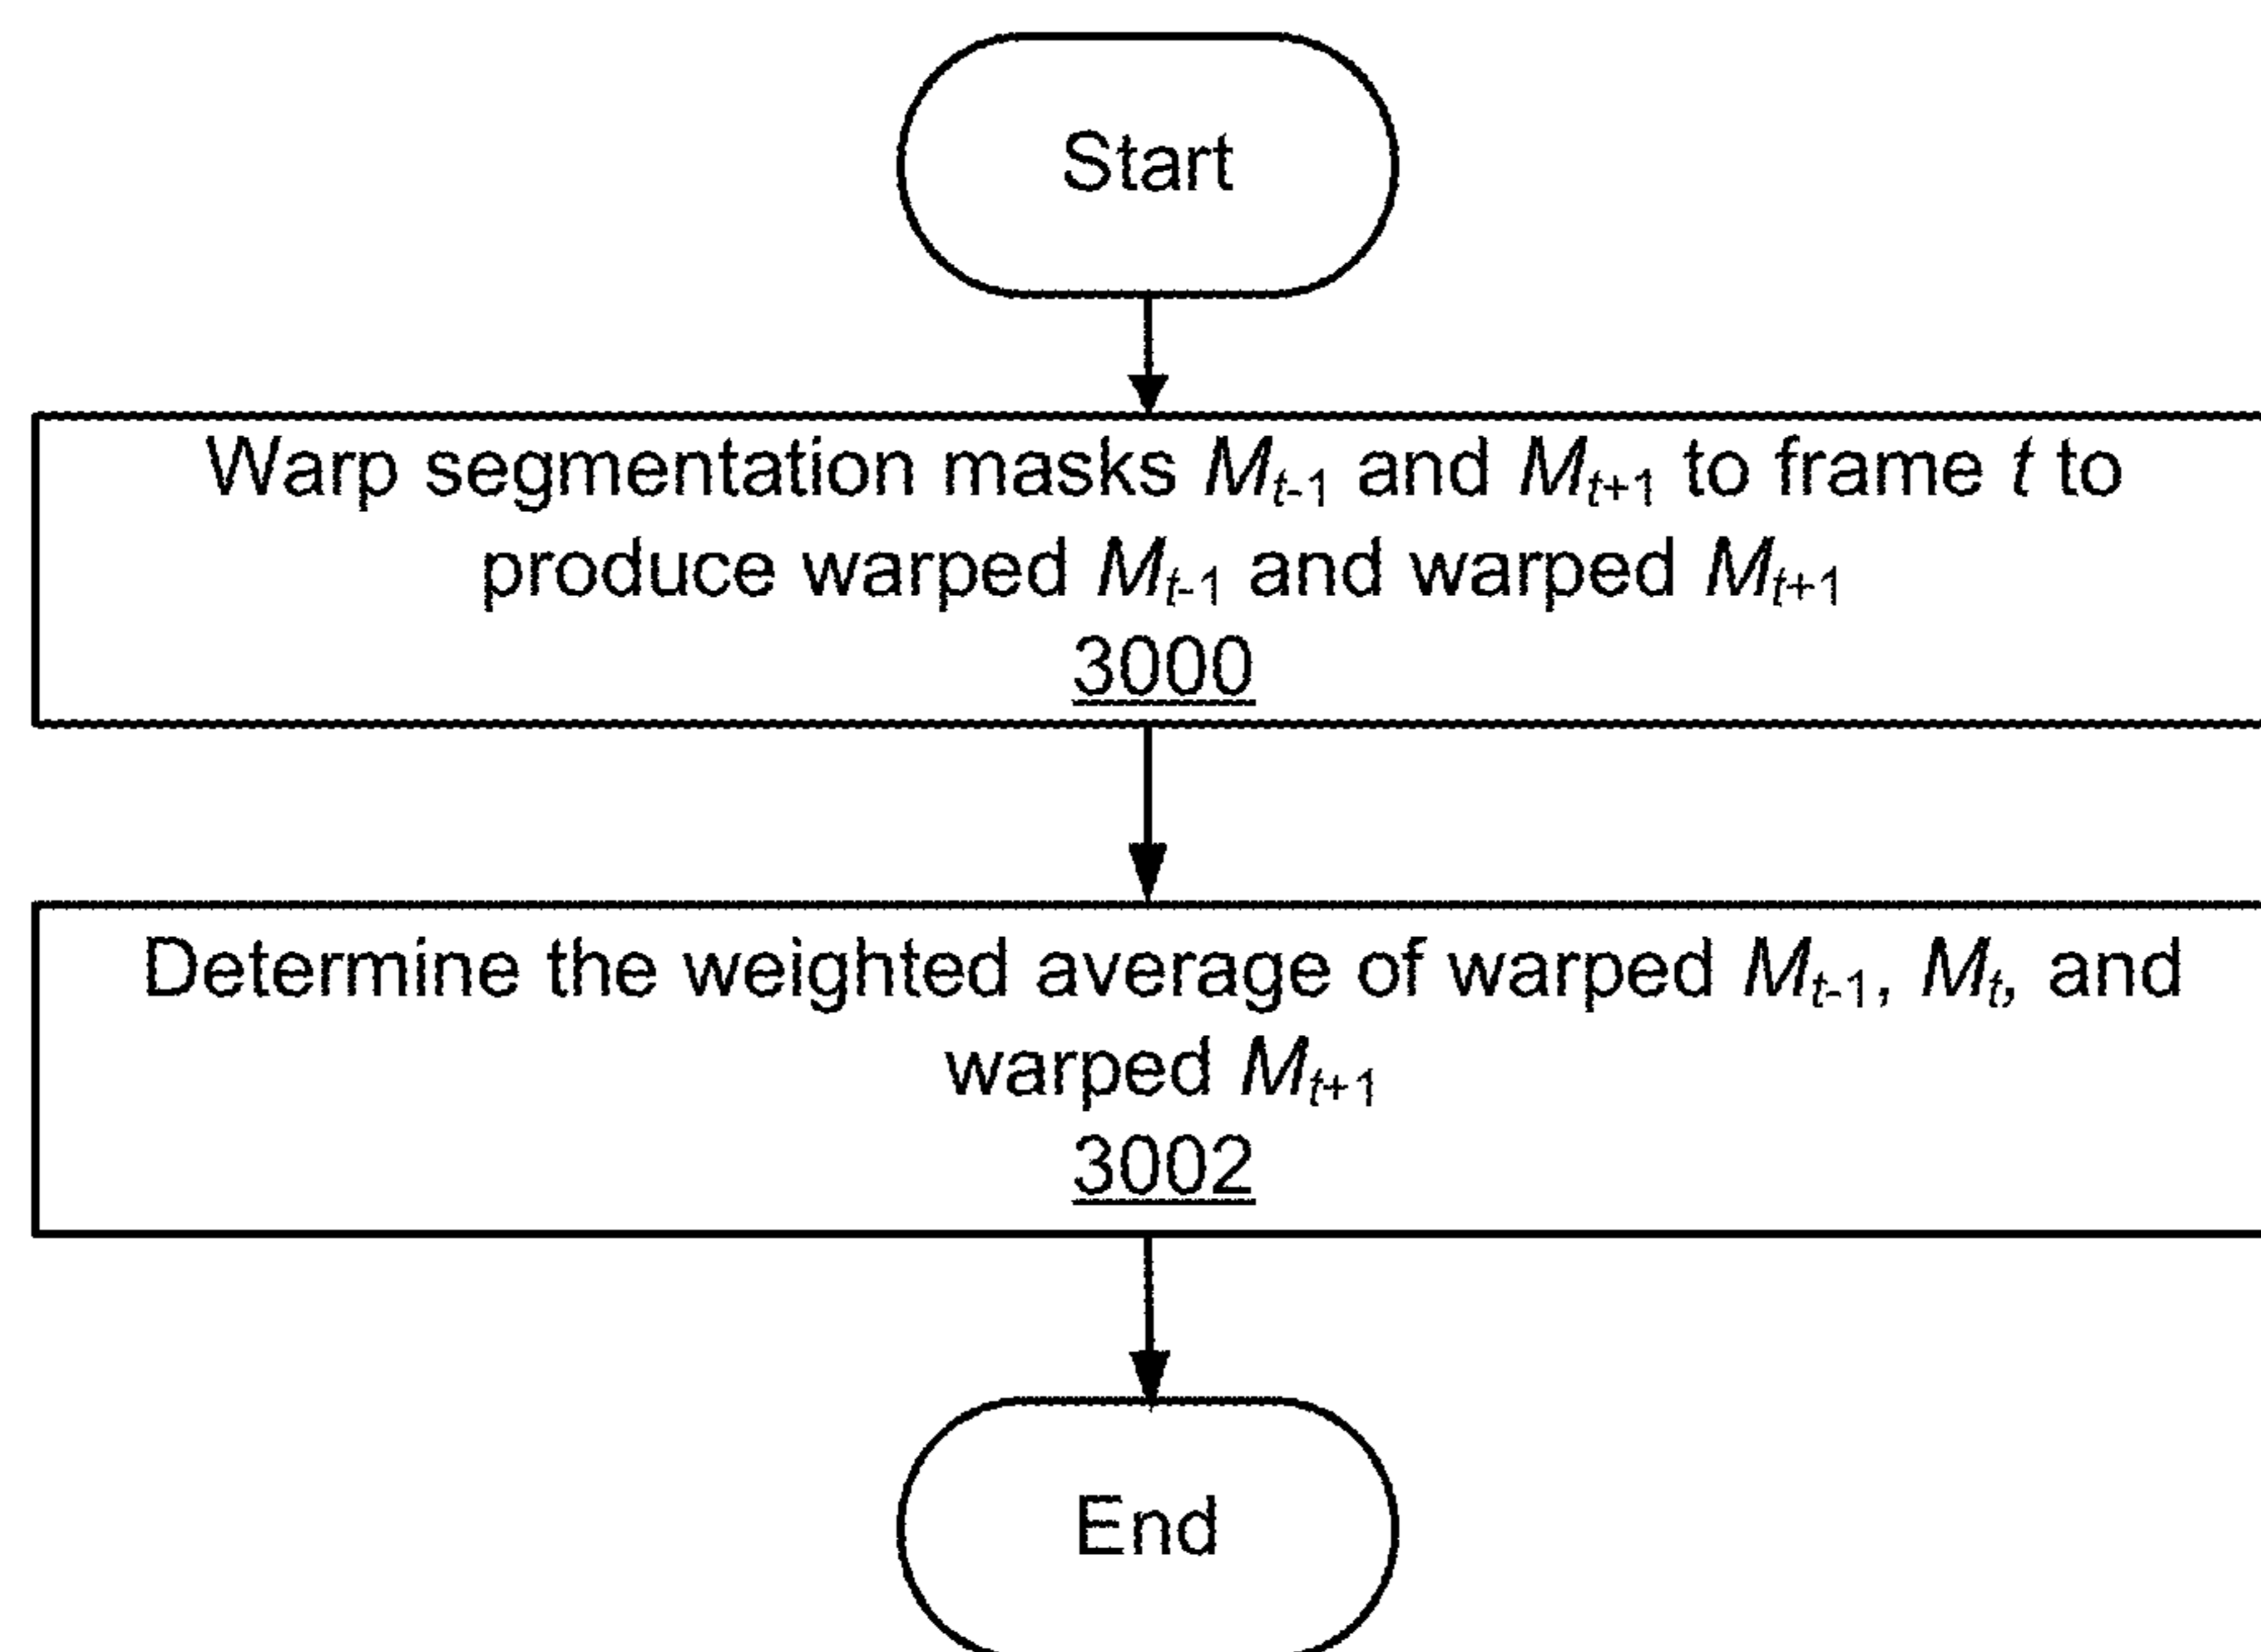 Start
Warp segmentation masks Mt-1 and Mt+1 to frame t to
produce warped Mt-1 and warped Mt+1
3000
Determine the weighted average of warped Mt-1, Mt, and
warped Mt+1
3002
End